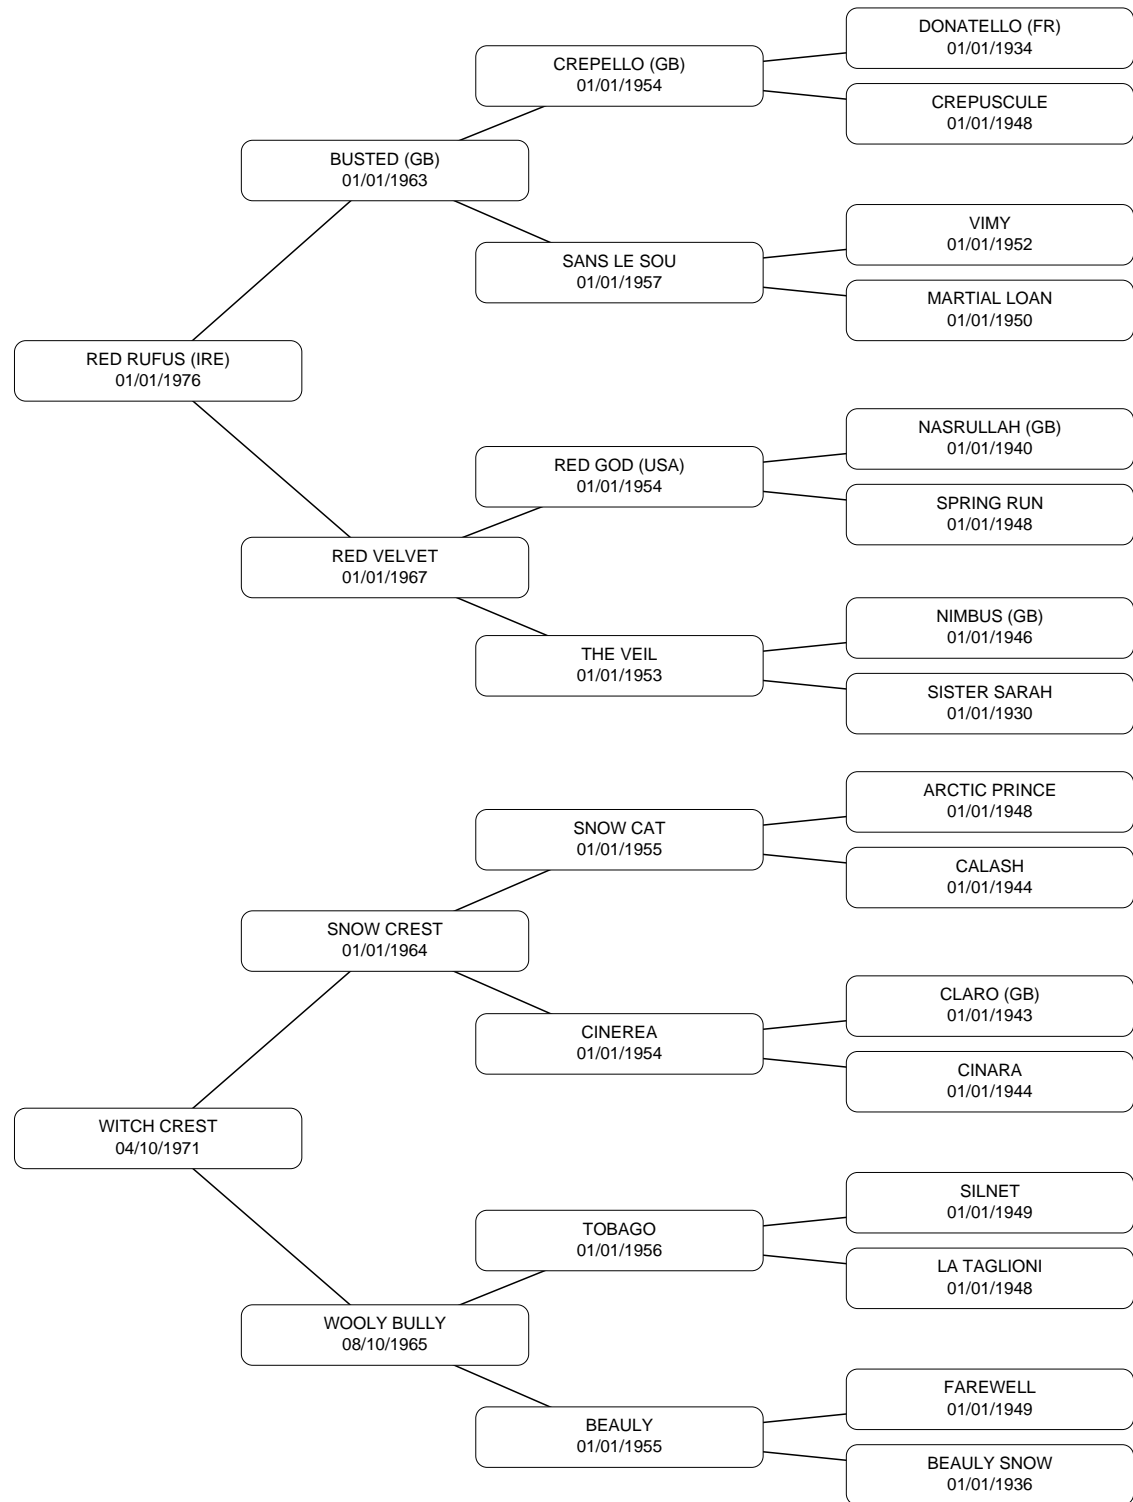 DONATELLO (FR)
01/01/1934
CREPELLO (GB)
01/01/1954
CREPUSCULE
01/01/1948
BUSTED (GB)
01/01/1963
VIMY
01/01/1952
SANS LE SOU
01/01/1957
MARTIAL LOAN
01/01/1950
RED RUFUS (IRE)
01/01/1976
NASRULLAH (GB)
01/01/1940
RED GOD (USA)
01/01/1954
SPRING RUN
01/01/1948
RED VELVET
01/01/1967
NIMBUS (GB)
01/01/1946
THE VEIL
01/01/1953
SISTER SARAH
01/01/1930
ARCTIC PRINCE
01/01/1948
SNOW CAT
01/01/1955
CALASH
01/01/1944
SNOW CREST
01/01/1964
CLARO (GB)
01/01/1943
CINEREA
01/01/1954
CINARA
01/01/1944
WITCH CREST
04/10/1971
SILNET
01/01/1949
TOBAGO
01/01/1956
LA TAGLIONI
01/01/1948
WOOLY BULLY
08/10/1965
FAREWELL
01/01/1949
BEAULY
01/01/1955
BEAULY SNOW
01/01/1936